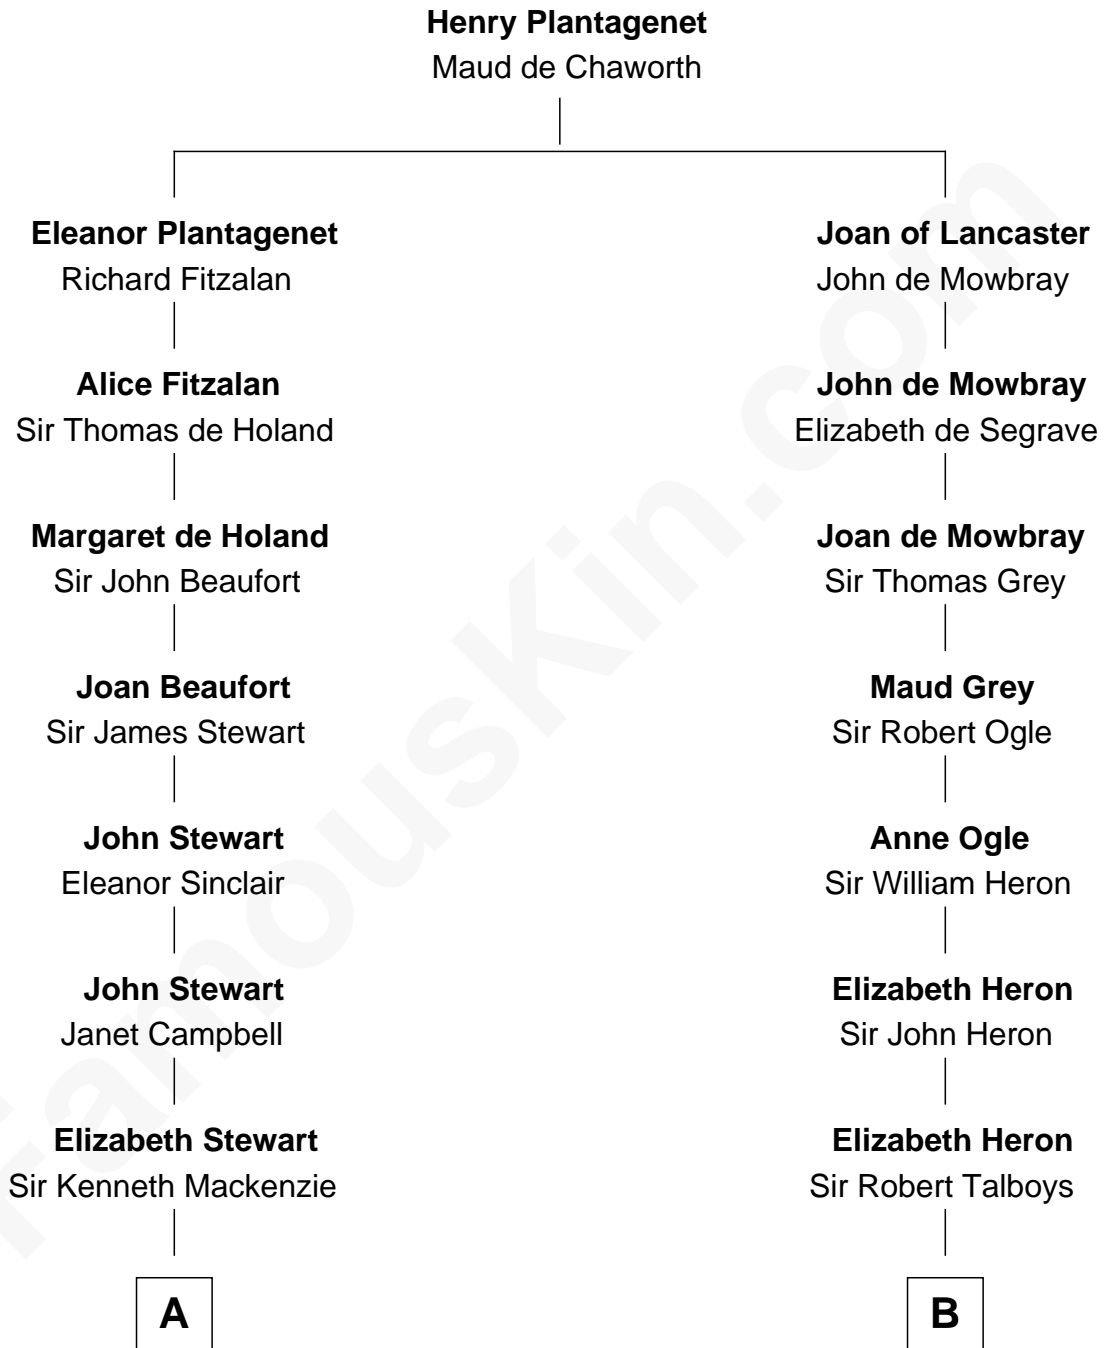 Henry Plantagenet
Maud de Chaworth
Eleanor Plantagenet
Richard Fitzalan
Joan of Lancaster
John de Mowbray
Alice Fitzalan
Sir Thomas de Holand
John de Mowbray
Elizabeth de Segrave
Margaret de Holand
Sir John Beaufort
Joan de Mowbray
Sir Thomas Grey
Joan Beaufort
Sir James Stewart
Maud Grey
Sir Robert Ogle
John Stewart
Eleanor Sinclair
Anne Ogle
Sir William Heron
John Stewart
Janet Campbell
Elizabeth Heron
Sir John Heron
Elizabeth Stewart
Sir Kenneth Mackenzie
Elizabeth Heron
Sir Robert Talboys
A
B
FamousKin.com